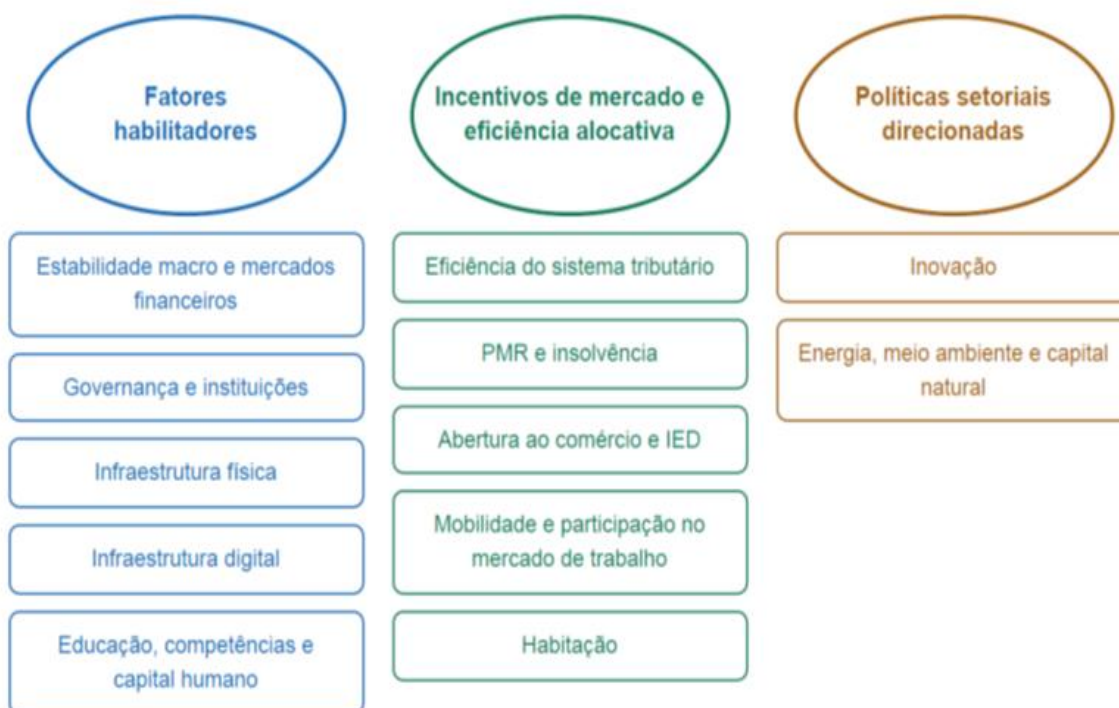 Fatores
habilitadores
Estabilidade macro e mercados
financeiros
Governança e instituições
Infraestrutura física
Infraestrutura digital
Educação, competências e
capital humano
Incentivos de mercado e
eficiência alocativa
Eficiência do sistema tributário
PMR e insolvência
Abertura ao comércio e IED
Mobilidade e participação no
mercado de trabalho
Habitação
Políticas setoriais
direcionadas
Inovação
Energia, meio ambiente e capital
natural